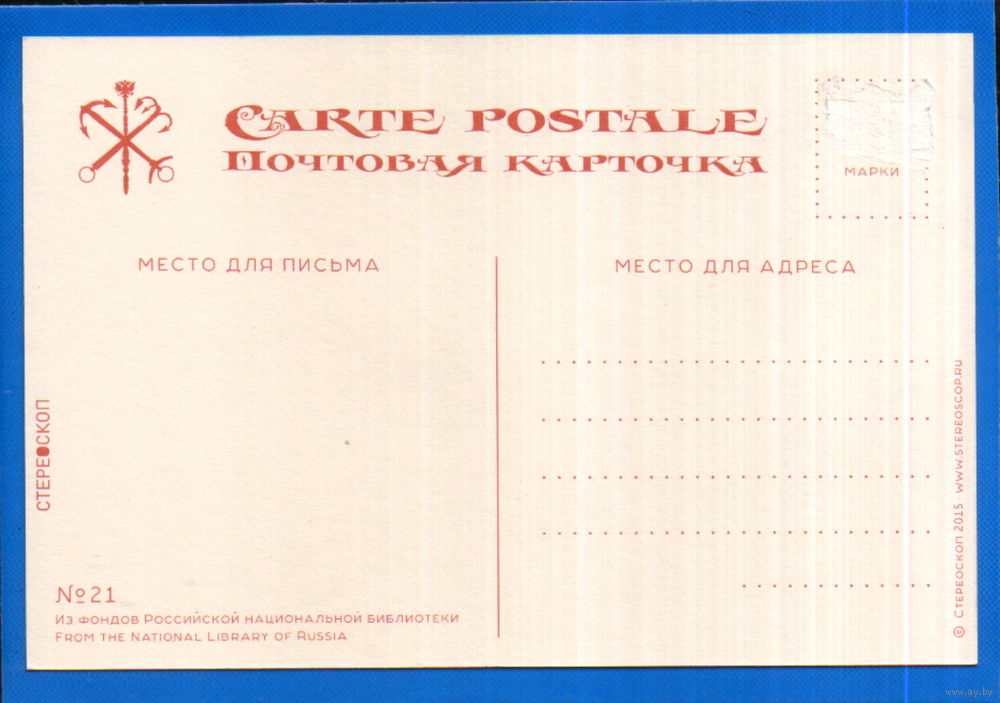 CARTE POSTALE
ПОЧТОВАЯ КАРТОЧКА
МАРКИ
МЕСТО ДЛЯ ПИСЬМА
МЕСТО ДЛЯ АДРЕСА
СТЕРЕОСКОП
№21
ИЗ ФОНДОВ РОССИЙСКОЙ НАЦИОНАЛЬНОЙ БИБЛИОТЕКИ
FROM THE NATIONAL LIBRARY OF RUSSIA
© СТЕРЕОСКОП 2015 · WWW.STEREOSCOP.RU
www.ay.by